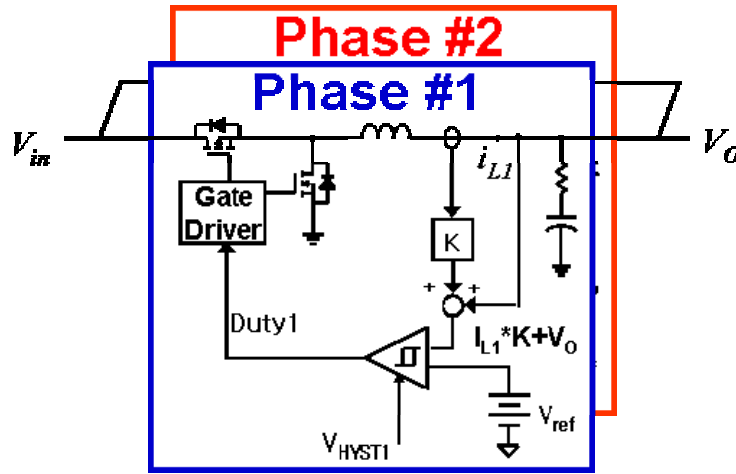 Phase #2
Phase #1
Vin
VO
iL1
Gate
Driver
K
+ +
Duty1
IL1*K+VO
Vref
VHYST1